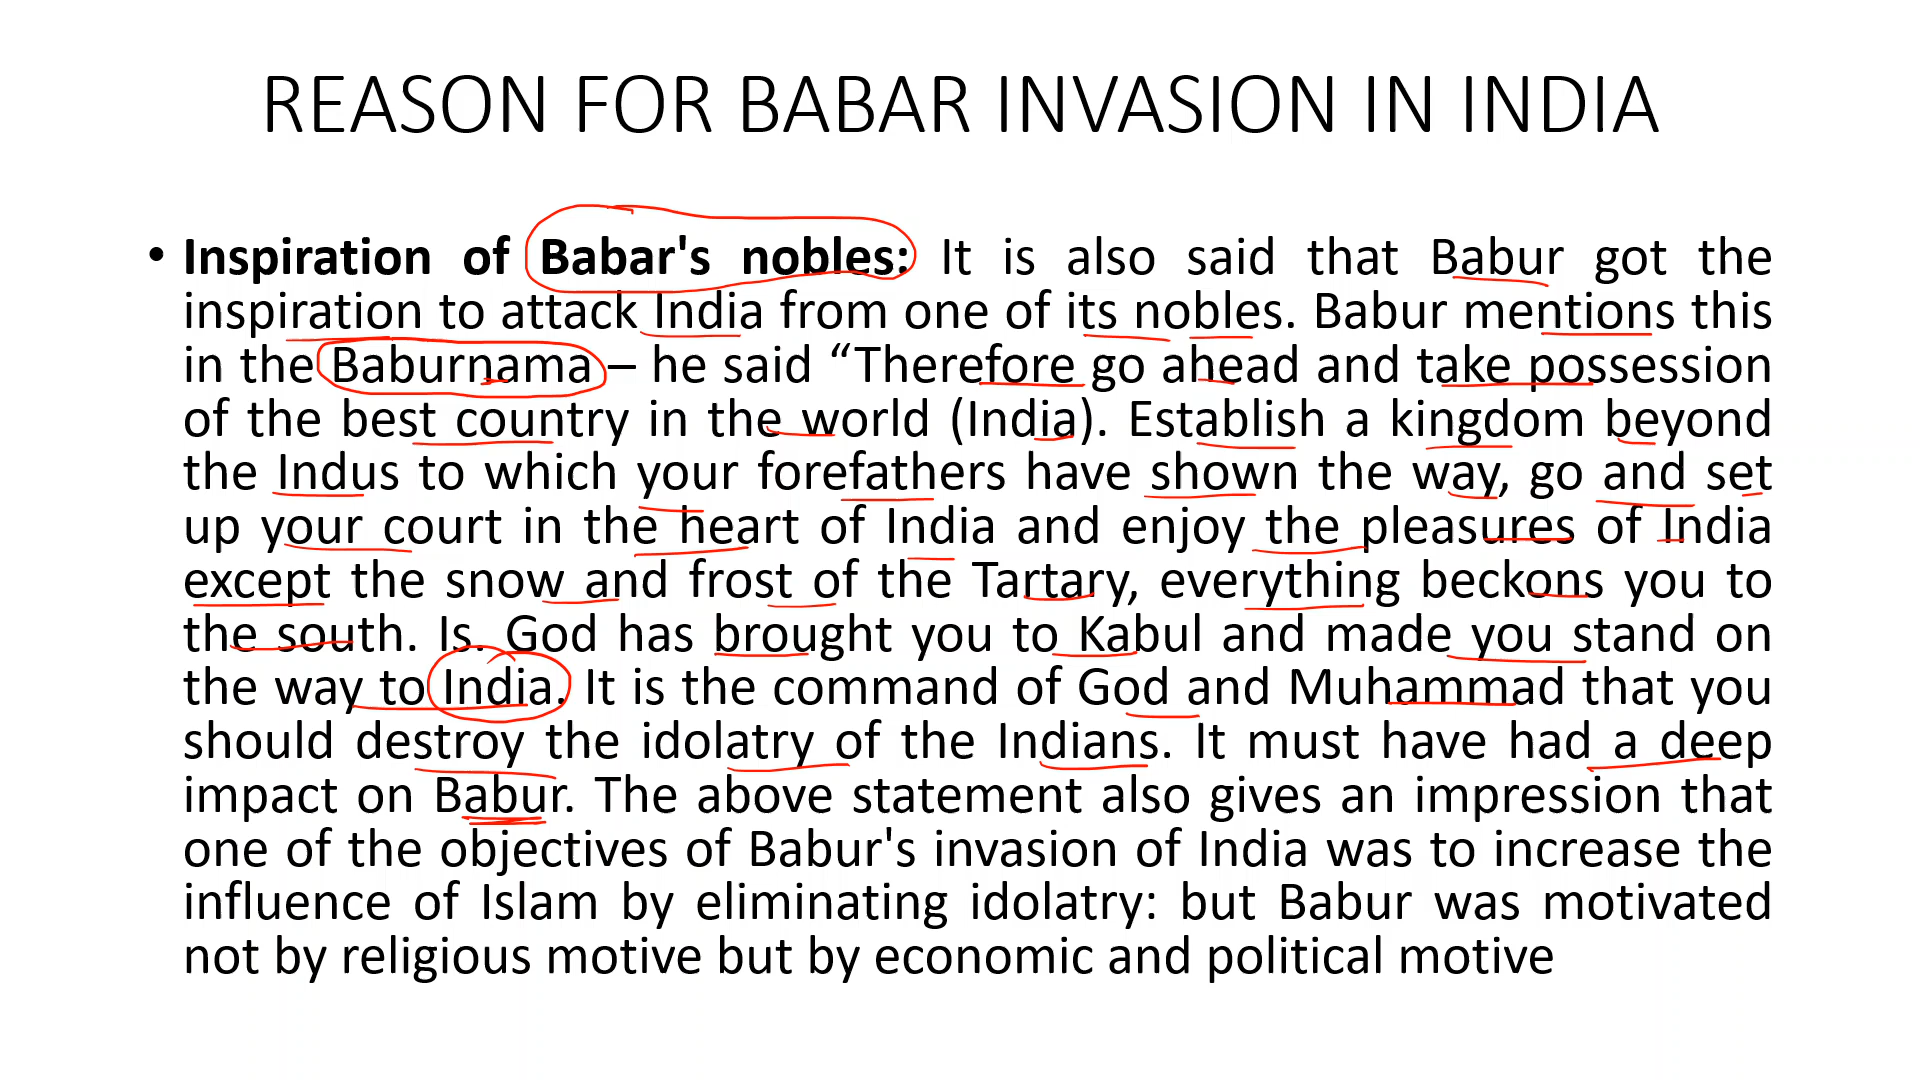 REASON FOR BABAR INVASION IN INDIA
• Inspiration of Babar's nobles: It is also said that Babur got the
inspiration to attack India from one of its nobles. Babur mentions this
in the Baburnama – he said “Therefore go ahead and take possession
of the best country in the world (India). Establish a kingdom beyond
the Indus to which your forefathers have shown the way, go and set
up your court in the heart of India and enjoy the pleasures of India
except the snow and frost of the Tartary, everything beckons you to
the south. Is. God has brought you to Kabul and made you stand on
the way to India. It is the command of God and Muhammad that you
should destroy the idolatry of the Indians. It must have had a deep
impact on Babur. The above statement also gives an impression that
one of the objectives of Babur's invasion of India was to increase the
influence of Islam by eliminating idolatry: but Babur was motivated
not by religious motive but by economic and political motive